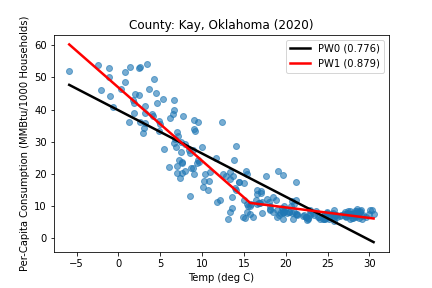 County: Kay, Oklahoma (2020)
Per-Capita Consumption (MMBtu/1000 Households)
60
50
40
30
20
10
0
PW0 (0.776)
PW1 (0.879)
−5 0 5 10 15 20 25 30
Temp (deg C)